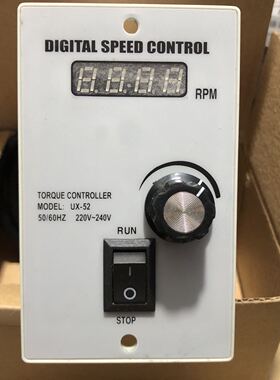 DIGITAL SPEED CONTROL
RPM
TORQUE CONTROLLER
MODEL: UX-52
50/60HZ 220V~240V
RUN
STOP